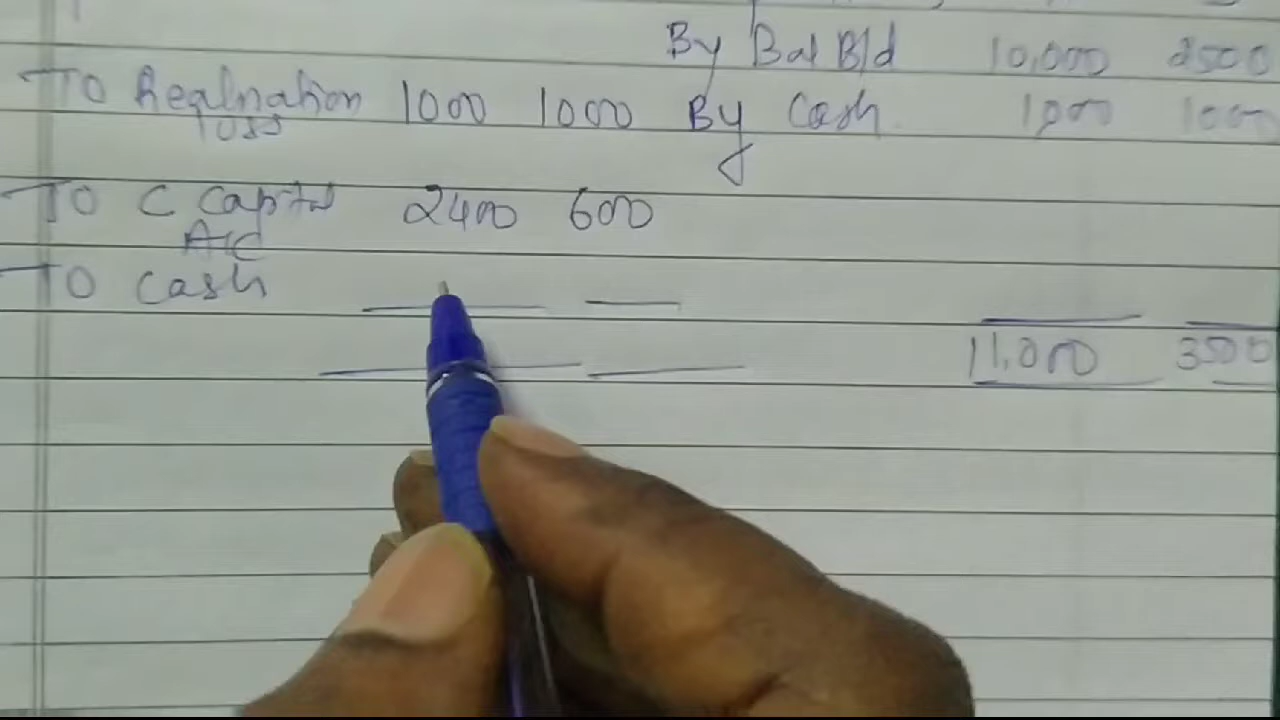 By Bal B/d 10,000 2500
To Realisation 1000 1000 By Cash 1000 1000
loss
To C Capital 2400 600
A/C
To Cash
11,000 3500